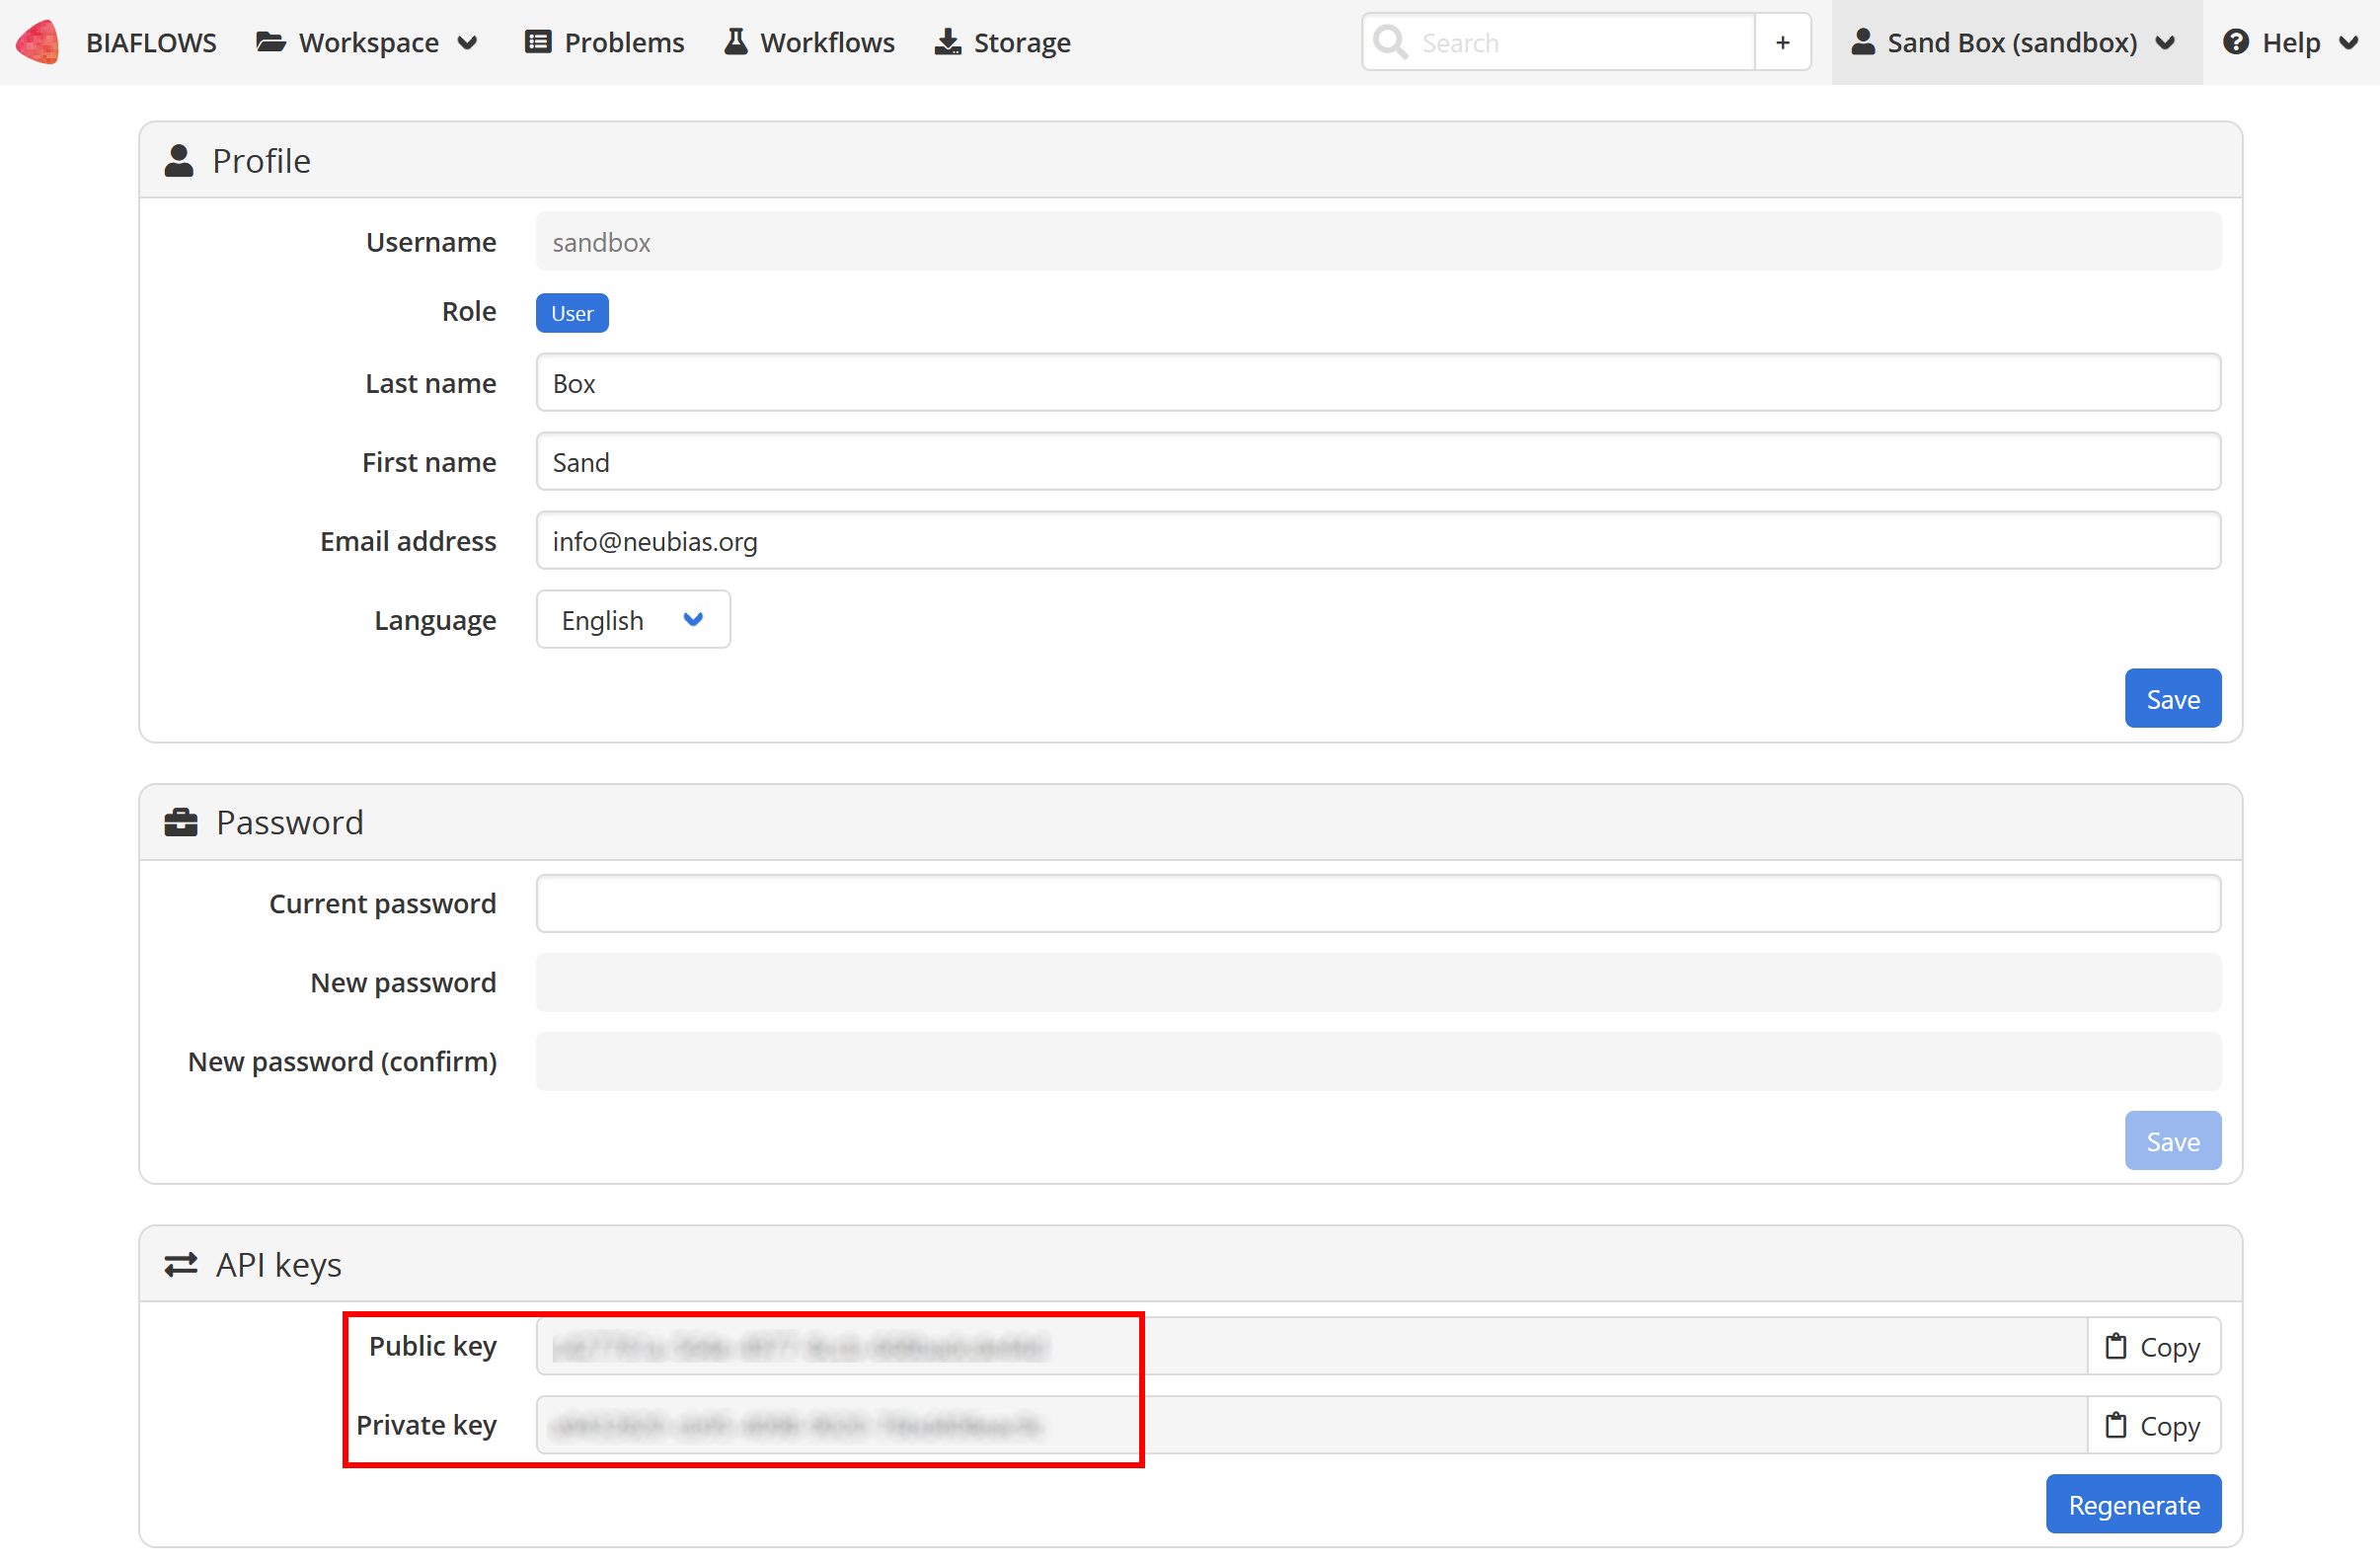 BIAFLOWS Workspace Problems Workflows Storage Search + Sand Box (sandbox) Help
Profile
Username sandbox
Role User
Last name Box
First name Sand
Email address info@neubias.org
Language English
Save
Password
Current password
New password
New password (confirm)
Save
API keys
Public key Copy
Private key Copy
Regenerate